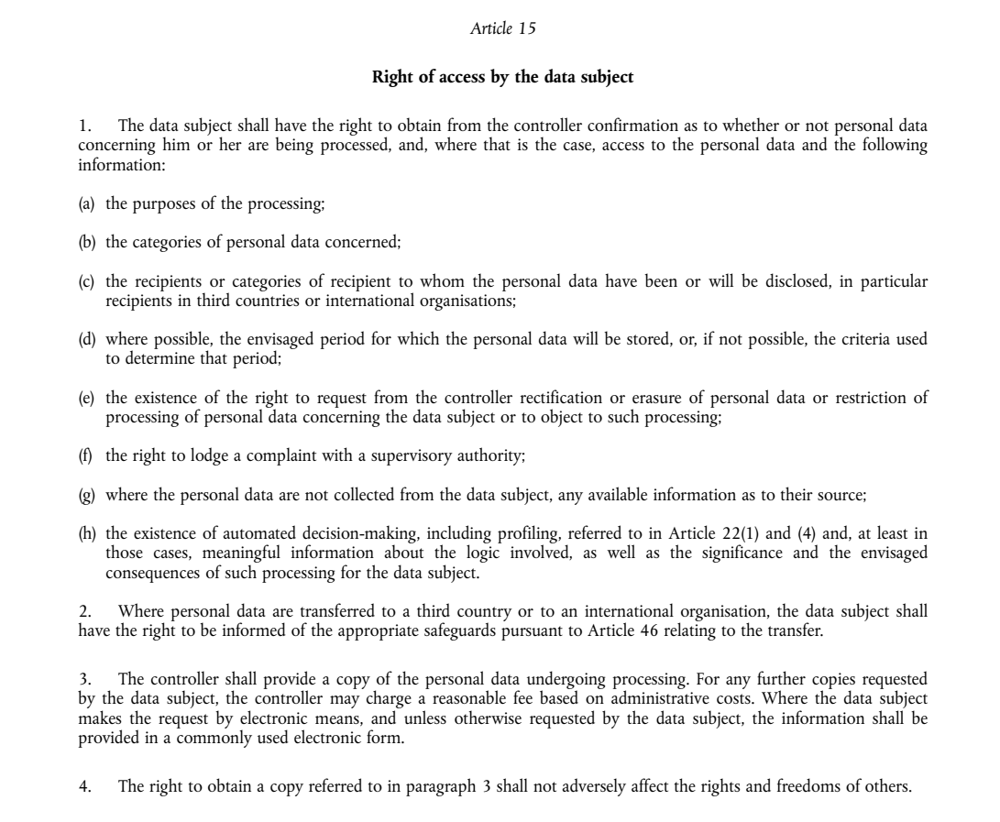 Article 15
Right of access by the data subject
1. The data subject shall have the right to obtain from the controller confirmation as to whether or not personal data
concerning him or her are being processed, and, where that is the case, access to the personal data and the following
information:
(a) the purposes of the processing;
(b) the categories of personal data concerned;
(c) the recipients or categories of recipient to whom the personal data have been or will be disclosed, in particular
recipients in third countries or international organisations;
(d) where possible, the envisaged period for which the personal data will be stored, or, if not possible, the criteria used
to determine that period;
(e) the existence of the right to request from the controller rectification or erasure of personal data or restriction of
processing of personal data concerning the data subject or to object to such processing;
(f) the right to lodge a complaint with a supervisory authority;
(g) where the personal data are not collected from the data subject, any available information as to their source;
(h) the existence of automated decision-making, including profiling, referred to in Article 22(1) and (4) and, at least in
those cases, meaningful information about the logic involved, as well as the significance and the envisaged
consequences of such processing for the data subject.
2. Where personal data are transferred to a third country or to an international organisation, the data subject shall
have the right to be informed of the appropriate safeguards pursuant to Article 46 relating to the transfer.
3. The controller shall provide a copy of the personal data undergoing processing. For any further copies requested
by the data subject, the controller may charge a reasonable fee based on administrative costs. Where the data subject
makes the request by electronic means, and unless otherwise requested by the data subject, the information shall be
provided in a commonly used electronic form.
4. The right to obtain a copy referred to in paragraph 3 shall not adversely affect the rights and freedoms of others.